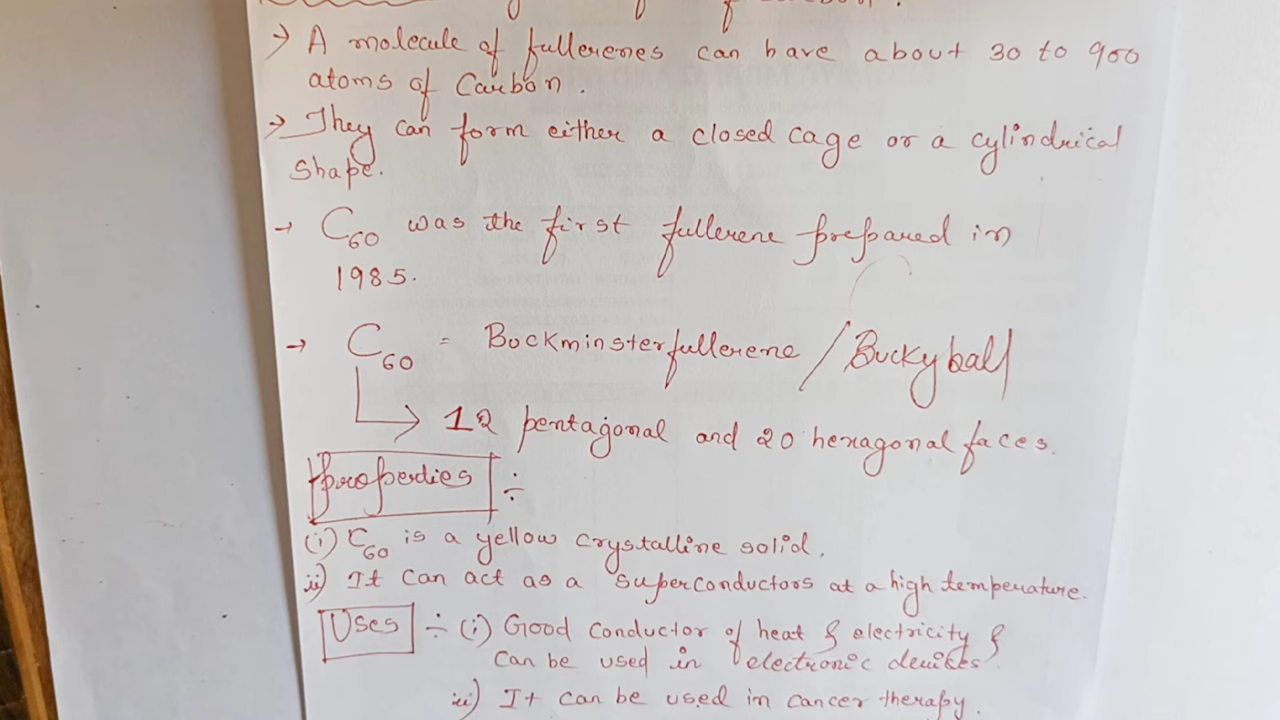 of carbon.
→ A molecule of fullerenes can have about 30 to 900
atoms of Carbon.
→ They can form either a closed cage or a cylindrical
Shape.
→ C60 was the first fullerene prepared in
1985.
→ C60 = Buckminsterfullerene / Buckyball
↳ 12 pentagonal and 20 hexagonal faces.
Properties ÷
(i) C60 is a yellow crystalline solid.
ii) It can act as a superconductors at a high temperature.
Uses ÷ (i) Good conductor of heat & electricity &
can be used in electronic devices.
ii) It can be used in cancer therapy.